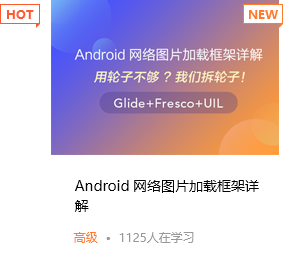 HOT
NEW
Android 网络图片加载框架详解
用轮子不够？我们拆轮子！
Glide+Fresco+UIL
Android 网络图片加载框架详
解
高级 • 1125人在学习